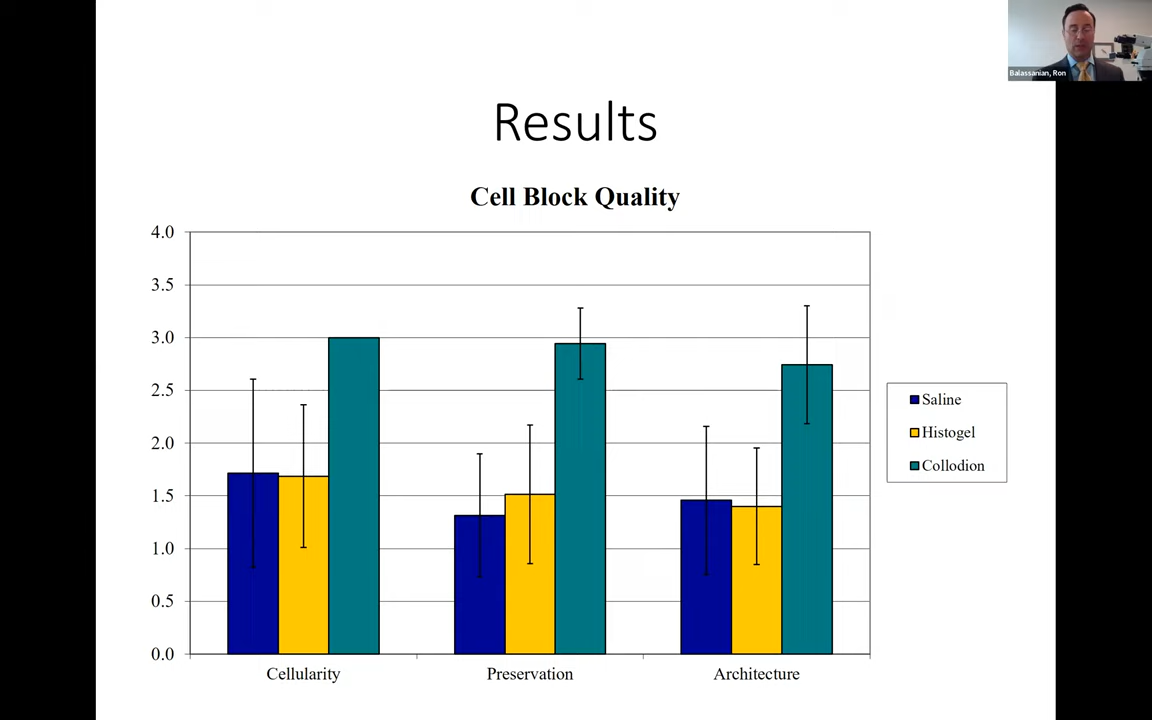 Balassanian, Ron
Results
Cell Block Quality
4.0
3.5
3.0
2.5
2.0
1.5
1.0
0.5
0.0
Cellularity
Preservation
Architecture
Saline
Histogel
Collodion